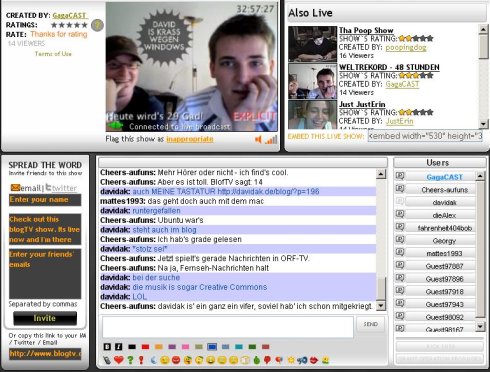 CREATED BY: GagaCAST
RATINGS:
RATE: Thanks for rating
14 VIEWERS
Terms of Use
32:57:27
DAVID
IS KRASS
WEGEN
WINDOWS
Heute wird's 29 Gad!
EXPLICIT
Connected to live broadcast
Flag this show as inappropriate
Also Live
Tha Poop Show
SHOW´S RATING:
CREATED BY: poopingdog
16 Viewers
WELTREKORD - 48 STUNDEN
SHOW´S RATING:
CREATED BY: GagaCAST
14 Viewers
Just JustErin
SHOW´S RATING:
CREATED BY: JustErin
EMBED THIS LIVE SHOW: <embed width="530" height="3
SPREAD THE WORD
Invite friends to this show
email twitter
Enter your name
Check out this
blogTV show. Its live
now and I'm there
Enter your friends'
emails
Separated by commas
Invite
Or copy this link to your IM
/ Twitter / Email
http://www.blogtv.c
Cheers-aufuns: Mehr Hörer oder nicht - ich find's cool.
Cheers-aufuns: Aber es ist toll. BlofTV sagt 14
davidak: auch MEINE TASTATUR http://davidak.de/blog/?p=196
mattes1993: das geht doch auch mit dem mac
davidak: runtergefallen
Cheers-aufuns: Ubuntu war's
davidak: steht auch im blog
Cheers-aufuns: Ich hab's grade gelesen
davidak: *stolz sei*
Cheers-aufuns: Jetzt spielt's gerade Nachrichten in ORF-TV.
Cheers-aufuns: Na ja, Fernseh-Nachrichten halt
davidak: bei der suche
davidak: die musik is sogar Creative Commons
davidak: LOL
Cheers-aufuns: davidak is' ein ganz ein vifer, soviel hab' ich schon mitgekriegt.
SEND
B I U
Users
GagaCAST
Cheers-aufuns
davidak
dieAlex
fahrenheit404bob
Georgy
mattes1993
Guest97887
Guest97896
Guest97918
Guest97943
Guest98092
Guest98167